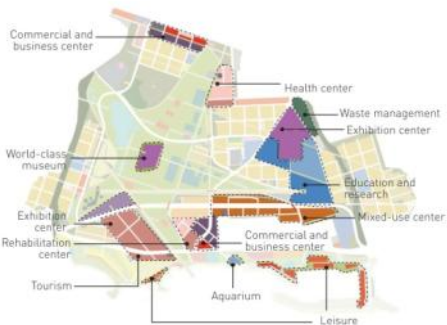 Commercial and
business center
Health center
Waste management
Exhibition center
World-class
museum
Education and
research
Mixed-use center
Exhibition
center
Rehabilitation
center
Commercial and
business center
Tourism
Aquarium
Leisure